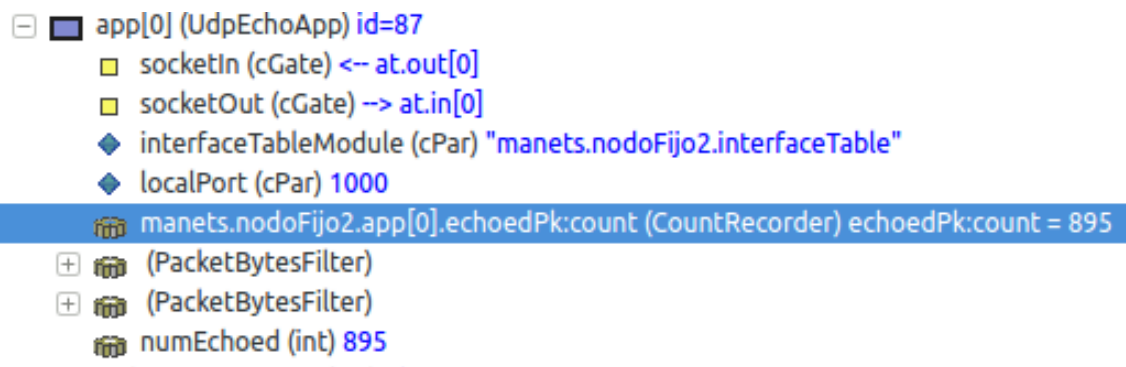 app[0] (UdpEchoApp) id=87
socketIn (cGate) <-- at.out[0]
socketOut (cGate) --> at.in[0]
interfaceTableModule (cPar) "manets.nodoFijo2.interfaceTable"
localPort (cPar) 1000
manets.nodoFijo2.app[0].echoedPk:count (CountRecorder) echoedPk:count = 895
(PacketBytesFilter)
(PacketBytesFilter)
numEchoed (int) 895